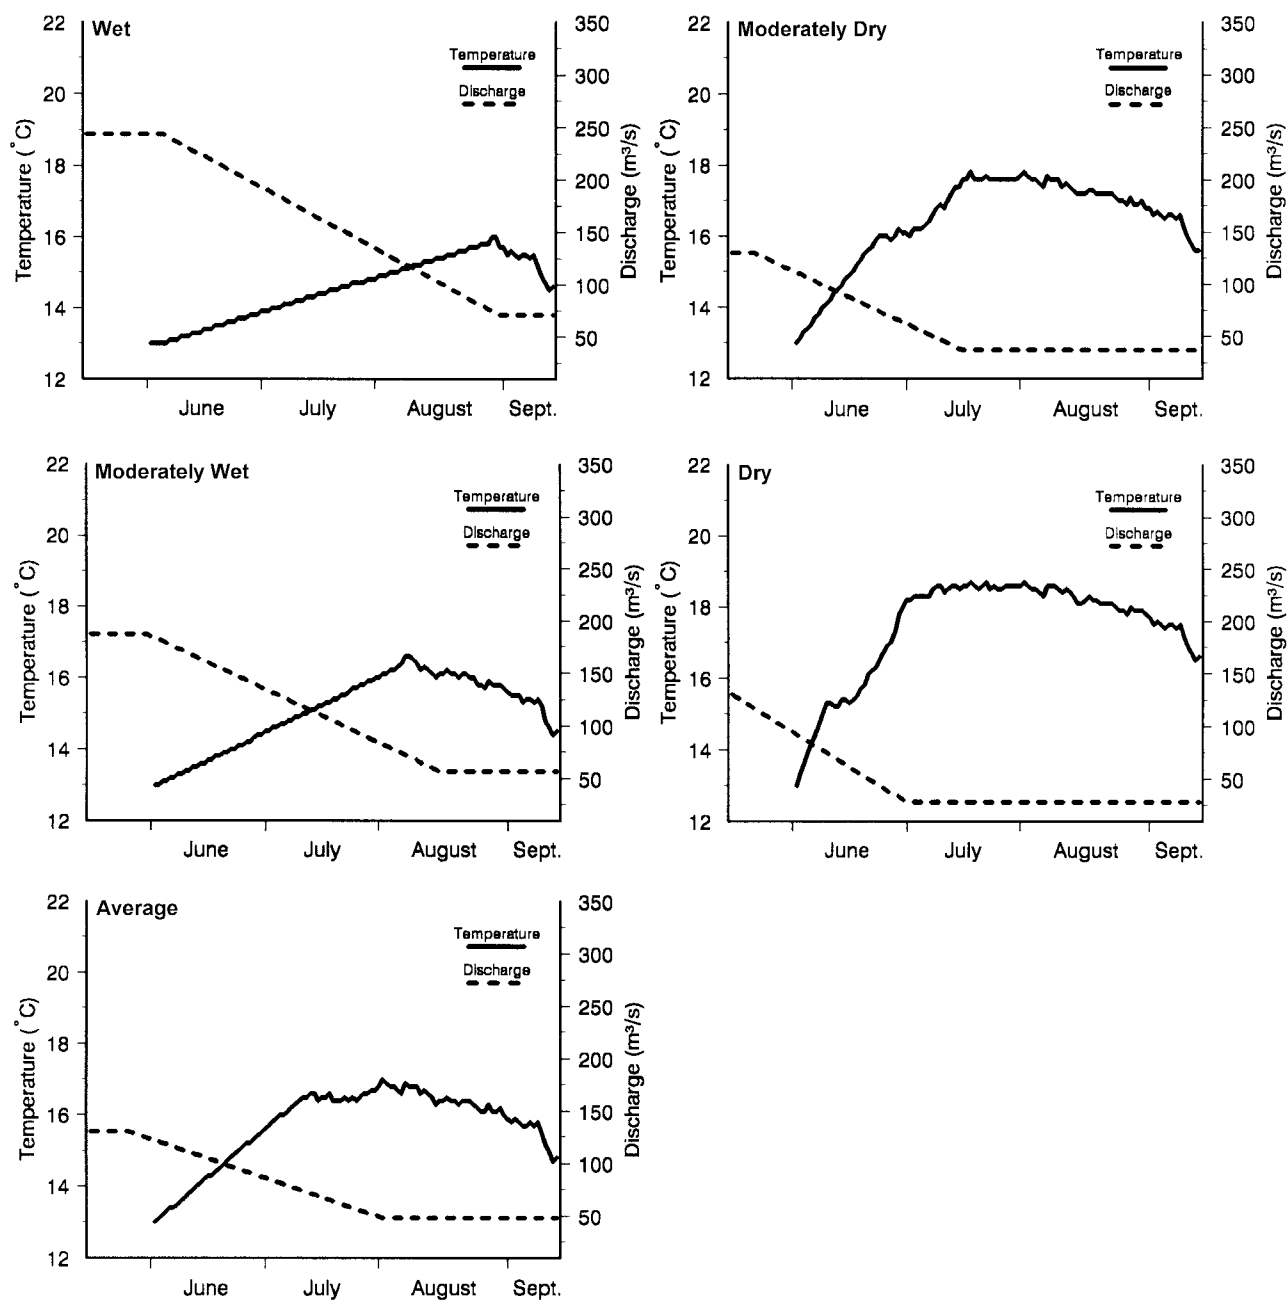 Wet
Temperature
Discharge
22
20
18
16
14
12
Temperature (°C)
350
300
250
200
150
100
50
Discharge (m³/s)
June July August Sept.
Moderately Dry
Temperature
Discharge
22
20
18
16
14
12
Temperature (°C)
350
300
250
200
150
100
50
Discharge (m³/s)
June July August Sept.
Moderately Wet
Temperature
Discharge
22
20
18
16
14
12
Temperature (°C)
350
300
250
200
150
100
50
Discharge (m³/s)
June July August Sept.
Dry
Temperature
Discharge
22
20
18
16
14
12
Temperature (°C)
350
300
250
200
150
100
50
Discharge (m³/s)
June July August Sept.
Average
Temperature
Discharge
22
20
18
16
14
12
Temperature (°C)
350
300
250
200
150
100
50
Discharge (m³/s)
June July August Sept.